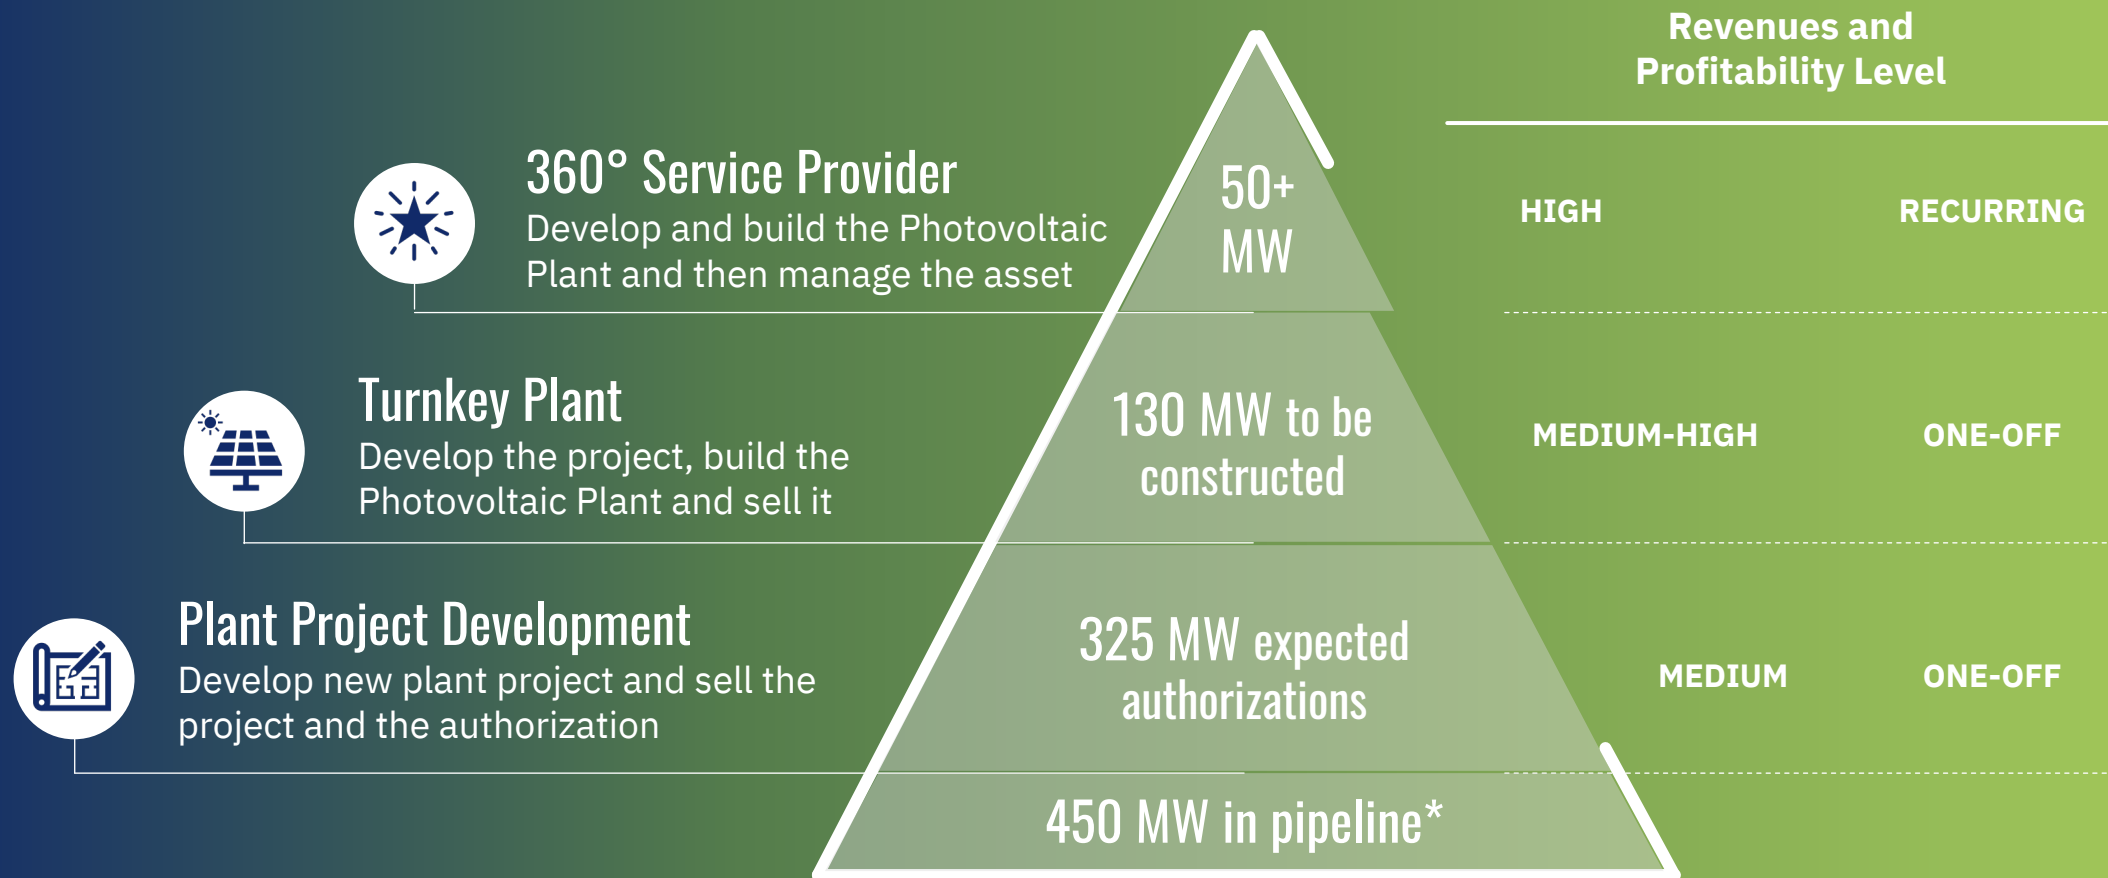 Revenues and
Profitability Level
360° Service Provider
Develop and build the Photovoltaic
Plant and then manage the asset
50+
MW
HIGH
RECURRING
Turnkey Plant
Develop the project, build the
Photovoltaic Plant and sell it
130 MW to be
constructed
MEDIUM-HIGH
ONE-OFF
Plant Project Development
Develop new plant project and sell the
project and the authorization
325 MW expected
authorizations
MEDIUM
ONE-OFF
450 MW in pipeline*